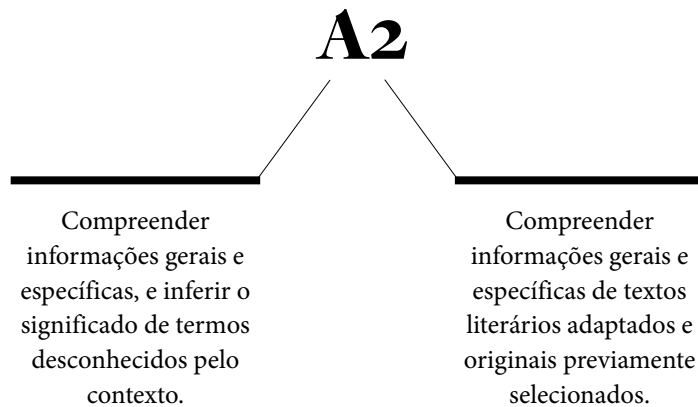 A2
Compreender
informações gerais e
específicas, e inferir o
significado de termos
desconhecidos pelo
contexto.
Compreender
informações gerais e
específicas de textos
literários adaptados e
originais previamente
selecionados.